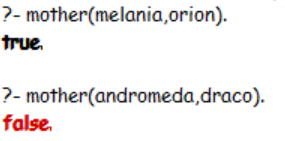 ?- mother(melania,orion).
true.
?- mother(andromeda,draco).
false.